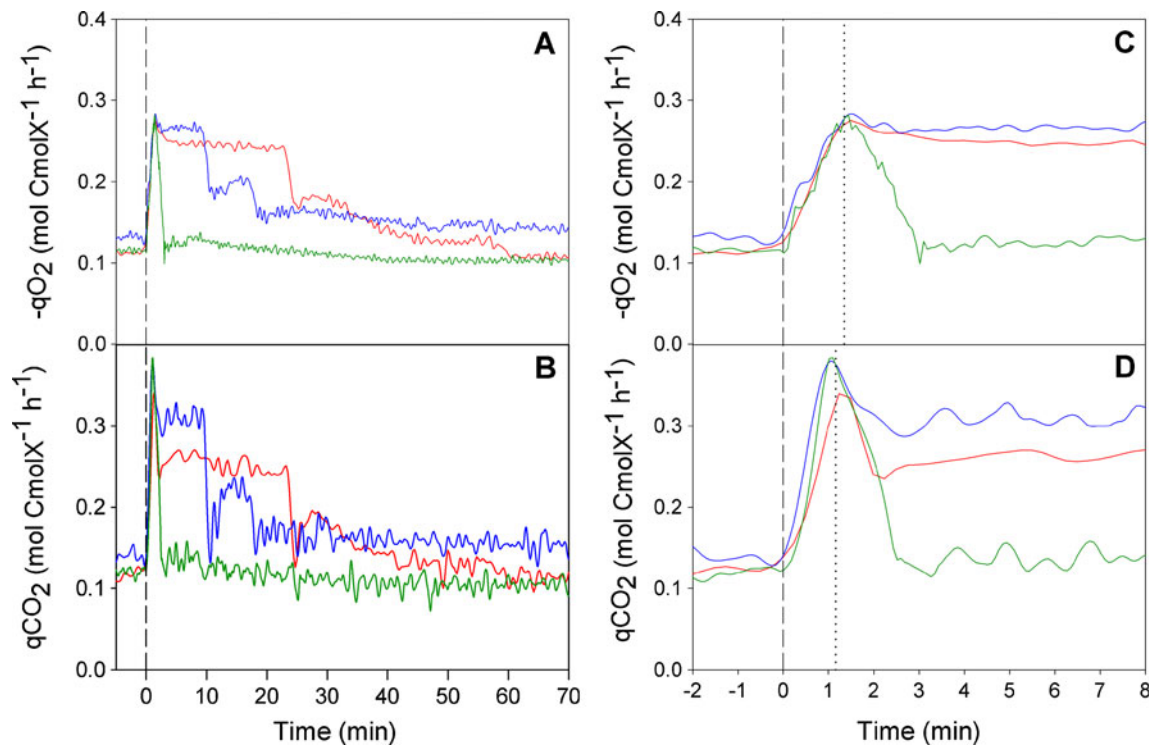 0.4
0.3
0.2
0.1
0.0
-qO2 (mol CmolX-1 h-1)
A
0.4
0.3
0.2
0.1
0.0
-qO2 (mol CmolX-1 h-1)
C
0.3
0.2
0.1
0.0
qCO2 (mol CmolX-1 h-1)
B
0 10 20 30 40 50 60 70
Time (min)
0.3
0.2
0.1
0.0
qCO2 (mol CmolX-1 h-1)
D
-2 -1 0 1 2 3 4 5 6 7 8
Time (min)